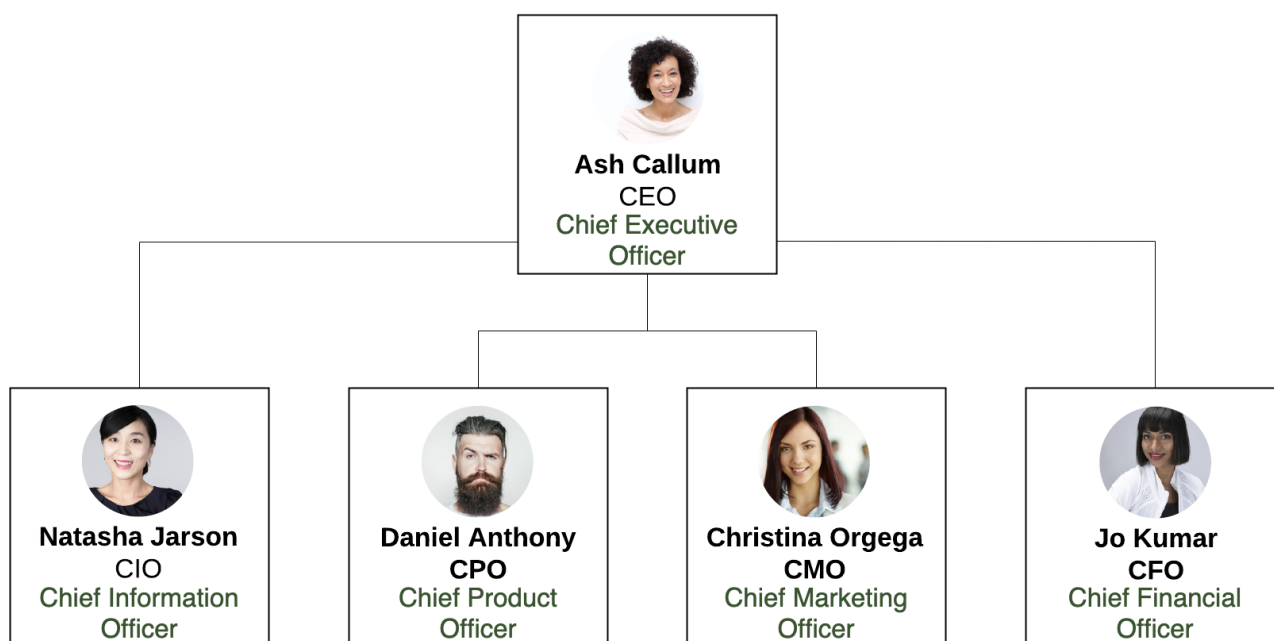 Ash Callum
CEO
Chief Executive
Officer
Natasha Jarson
CIO
Chief Information
Officer
Daniel Anthony
CPO
Chief Product
Officer
Christina Orgega
CMO
Chief Marketing
Officer
Jo Kumar
CFO
Chief Financial
Officer